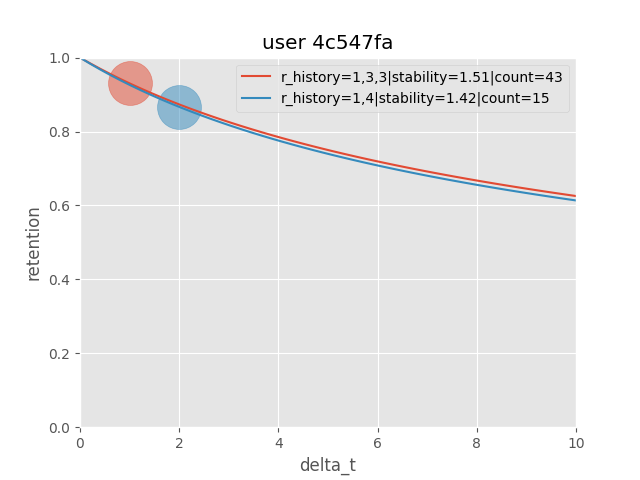 user 4c547fa
r_history=1,3,3|stability=1.51|count=43
r_history=1,4|stability=1.42|count=15
retention
1.0
0.8
0.6
0.4
0.2
0.0
0 2 4 6 8 10
delta_t